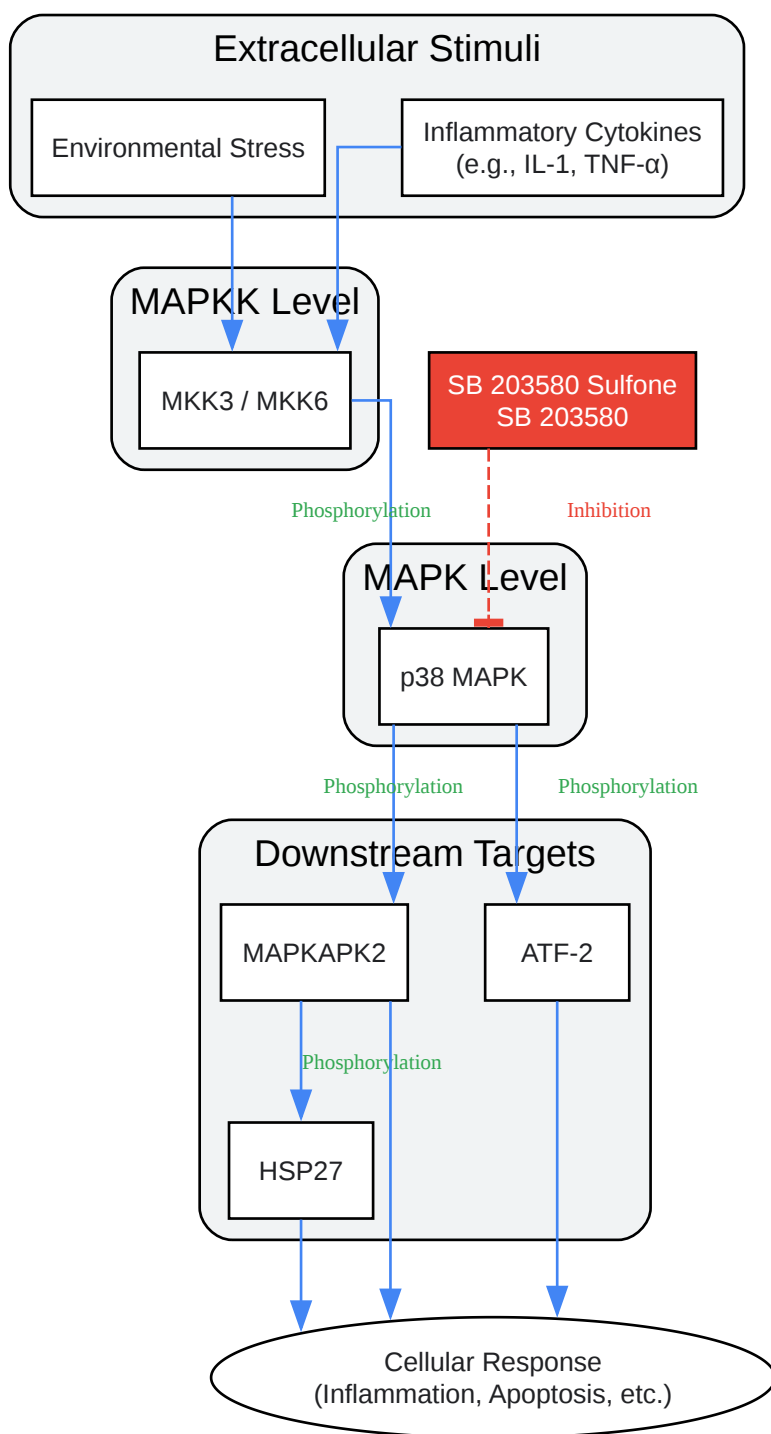 Extracellular Stimuli
Environmental Stress
Inflammatory Cytokines
(e.g., IL-1, TNF-α)
MAPKK Level
MKK3 / MKK6
SB 203580 Sulfone
SB 203580
Phosphorylation
Inhibition
MAPK Level
p38 MAPK
Phosphorylation
Phosphorylation
Downstream Targets
MAPKAPK2
ATF-2
Phosphorylation
HSP27
Cellular Response
(Inflammation, Apoptosis, etc.)